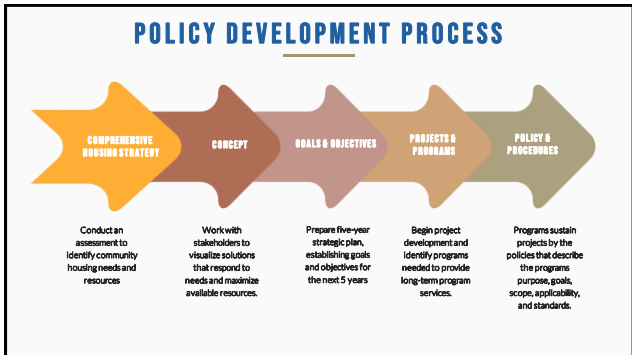 POLICY DEVELOPMENT PROCESS
COMPREHENSIVE
HOUSING STRATEGY
CONCEPT
GOALS & OBJECTIVES
PROJECTS &
PROGRAMS
POLICY &
PROCEDURES
Conduct an
assessment to
identify community
housing needs and
resources
Work with
stakeholders to
visualize solutions
that respond to
needs and maximize
available resources.
Prepare five-year
strategic plan,
establishing goals
and objectives for
the next 5 years
Begin project
development and
identify programs
needed to provide
long-term program
services.
Programs sustain
projects by the
policies that describe
the programs
purpose, goals,
scope, applicability,
and standards.